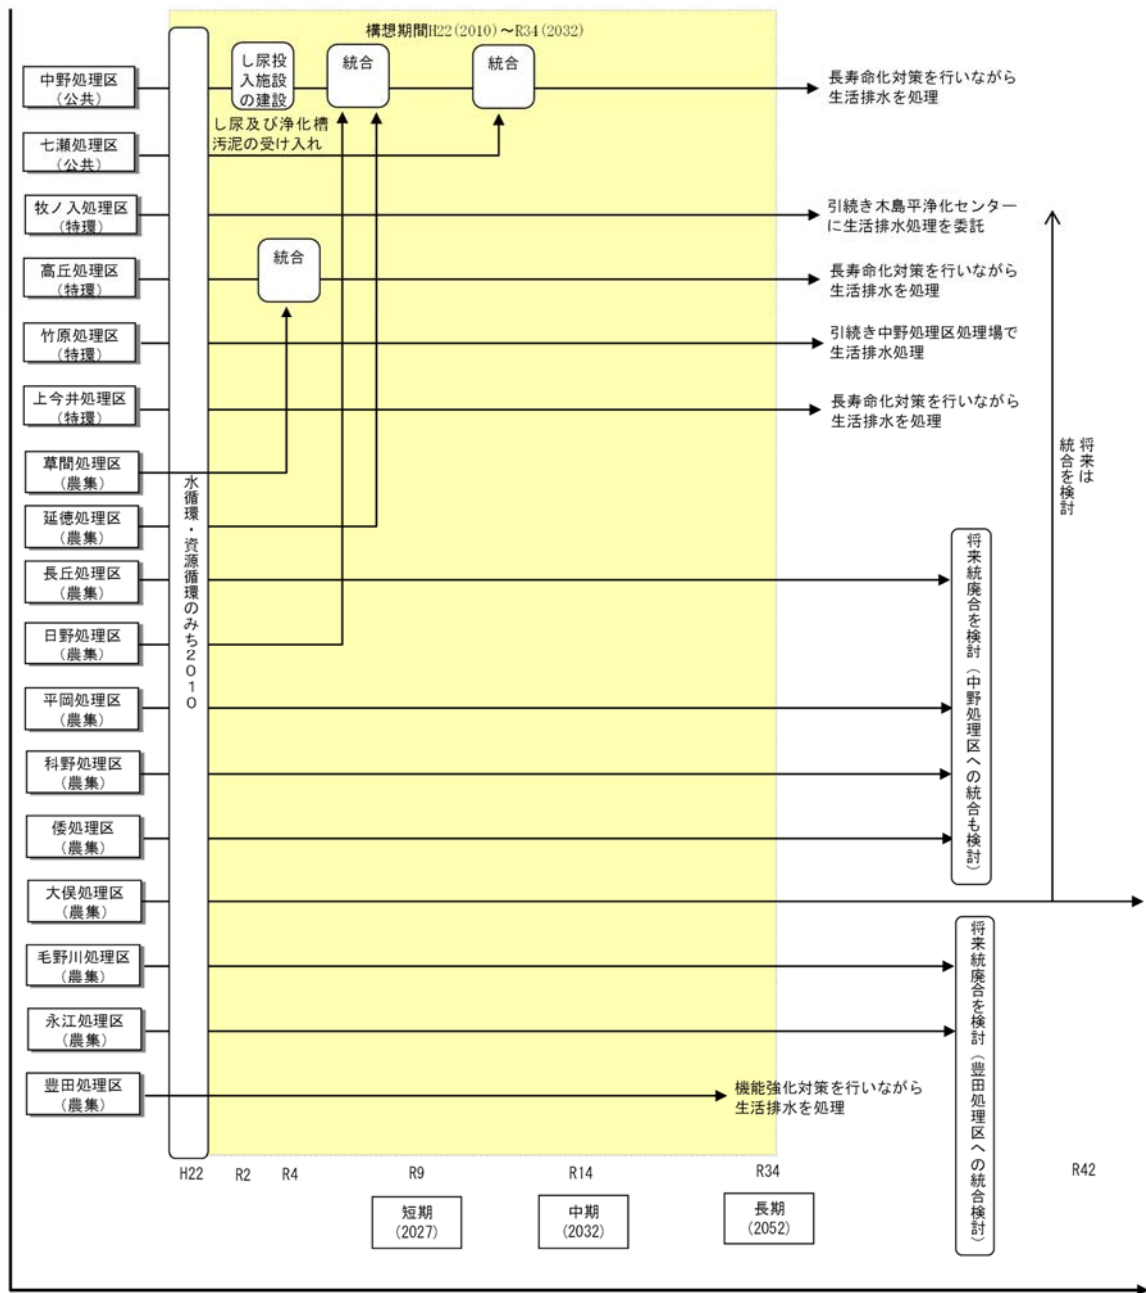 構想期間H22(2010)～R34(2032)
中野処理区
(公共)
し尿投
入施設
の建設
統合
統合
長寿命化対策を行いながら
生活排水を処理
し尿及び浄化槽
汚泥の受け入れ
七瀬処理区
(公共)
牧ノ入処理区
(特環)
引続き木島平浄化センター
に生活排水処理を委託
高丘処理区
(特環)
統合
長寿命化対策を行いながら
生活排水を処理
竹原処理区
(特環)
引続き中野処理区処理場で
生活排水処理
上今井処理区
(特環)
長寿命化対策を行いながら
生活排水を処理
草間処理区
(農集)
延徳処理区
(農集)
長丘処理区
(農集)
日野処理区
(農集)
平岡処理区
(農集)
科野処理区
(農集)
倭処理区
(農集)
大俣処理区
(農集)
毛野川処理区
(農集)
永江処理区
(農集)
豊田処理区
(農集)
機能強化対策を行いながら
生活排水を処理
水循環・資源循環のみち2010
将来は
統合を検討
将来統廃合を検討(中野処理区への統合も検討)
将来統廃合を検討(豊田処理区への統合検討)
H22
R2
R4
R9
R14
R34
R42
短期
(2027)
中期
(2032)
長期
(2052)